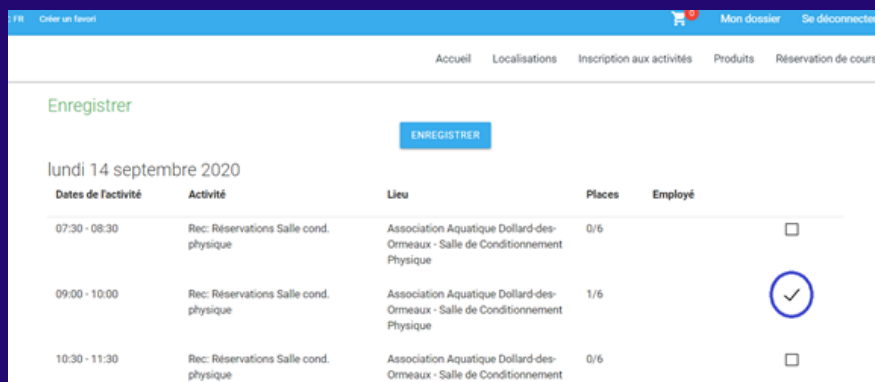 FR Créer un favori 0 Mon dossier Se déconnecter
Accueil Localisations Inscription aux activités Produits Réservation de cours
Enregistrer
ENREGISTRER
lundi 14 septembre 2020
Dates de l'activité Activité Lieu Places Employé
07:30 - 08:30 Rec: Réservations Salle cond. Association Aquatique Dollard-des- 0/6
physique Ormeaux - Salle de Conditionnement
Physique
09:00 - 10:00 Rec: Réservations Salle cond. Association Aquatique Dollard-des- 1/6
physique Ormeaux - Salle de Conditionnement
Physique
10:30 - 11:30 Rec: Réservations Salle cond. Association Aquatique Dollard-des- 0/6
physique Ormeaux - Salle de Conditionnement